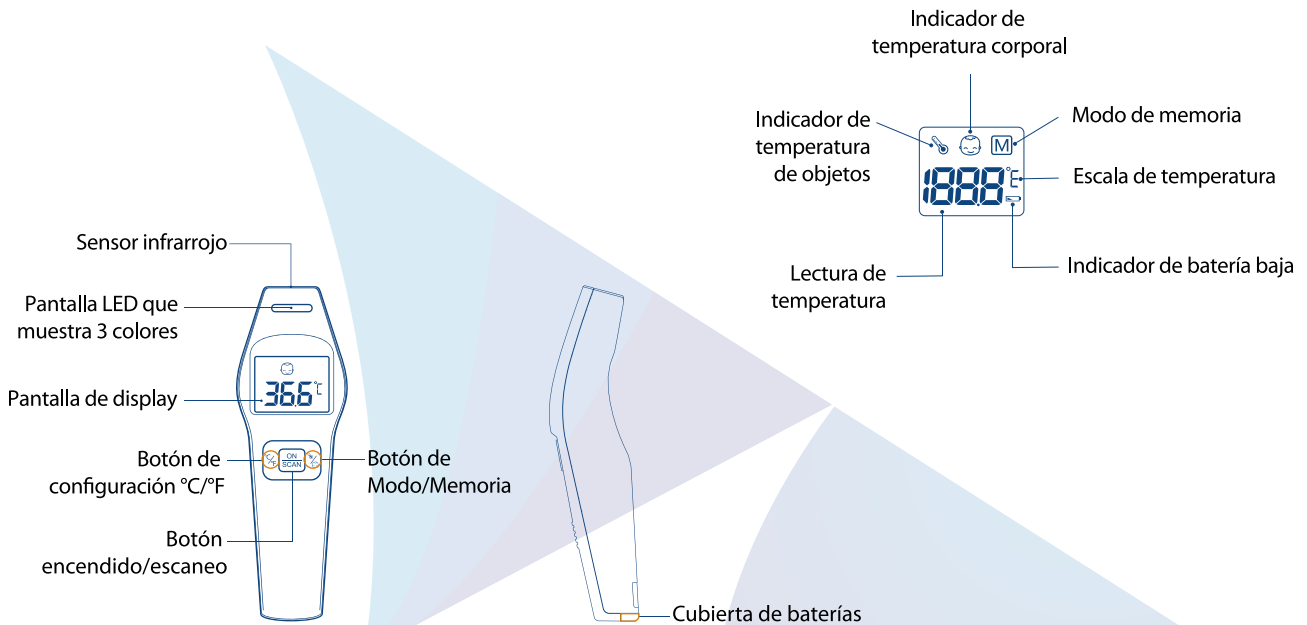 Indicador de
temperatura corporal
Indicador de
temperatura
de objetos
Modo de memoria
M
188.8 °F
Escala de temperatura
Lectura de
temperatura
Indicador de batería baja
Sensor infrarrojo
Pantalla LED que
muestra 3 colores
36.6 °C
Pantalla de display
Botón de
configuración °C/°F
°C/°F
ON
SCAN
Botón de
Modo/Memoria
Botón
encendido/escaneo
Cubierta de baterías